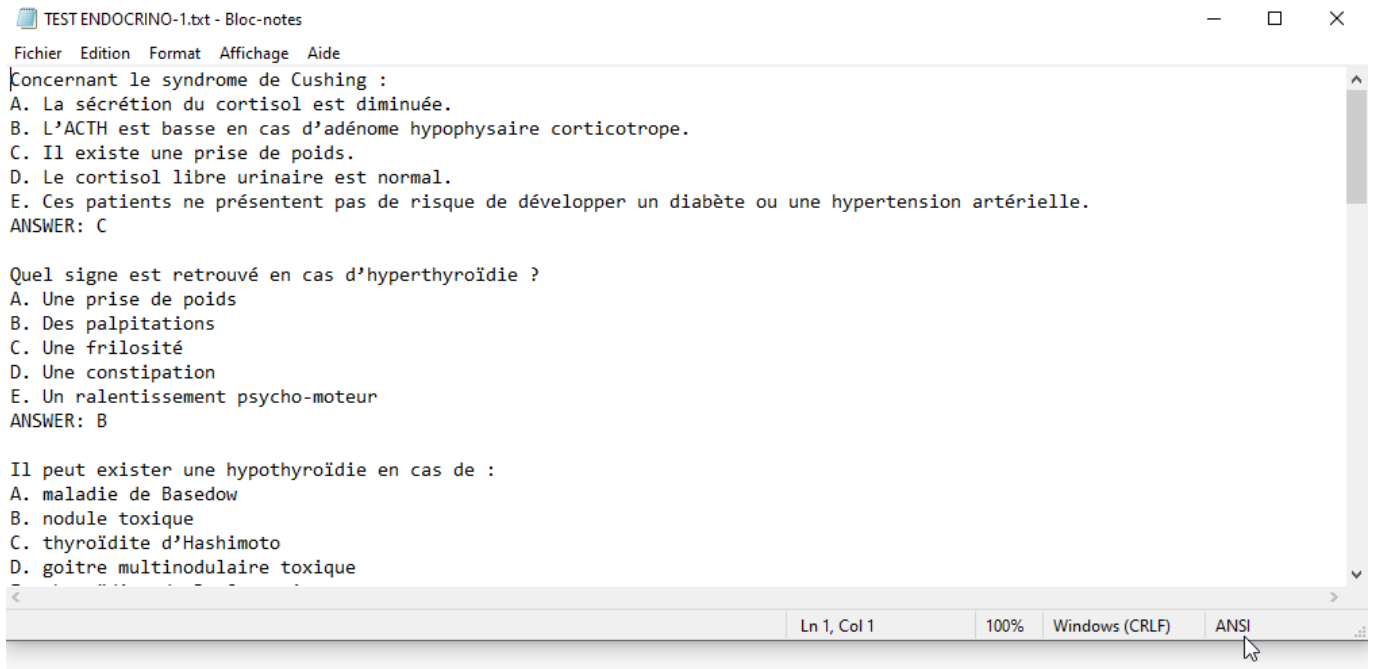 TEST ENDOCRINO-1.txt - Bloc-notes
Fichier Edition Format Affichage Aide
Concernant le syndrome de Cushing :
A. La sécrétion du cortisol est diminuée.
B. L’ACTH est basse en cas d’adénome hypophysaire corticotrope.
C. Il existe une prise de poids.
D. Le cortisol libre urinaire est normal.
E. Ces patients ne présentent pas de risque de développer un diabète ou une hypertension artérielle.
ANSWER: C

Quel signe est retrouvé en cas d’hyperthyroïdie ?
A. Une prise de poids
B. Des palpitations
C. Une frilosité
D. Une constipation
E. Un ralentissement psycho-moteur
ANSWER: B

Il peut exister une hypothyroïdie en cas de :
A. maladie de Basedow
B. nodule toxique
C. thyroïdite d’Hashimoto
D. goitre multinodulaire toxique
Ln 1, Col 1 100% Windows (CRLF) ANSI